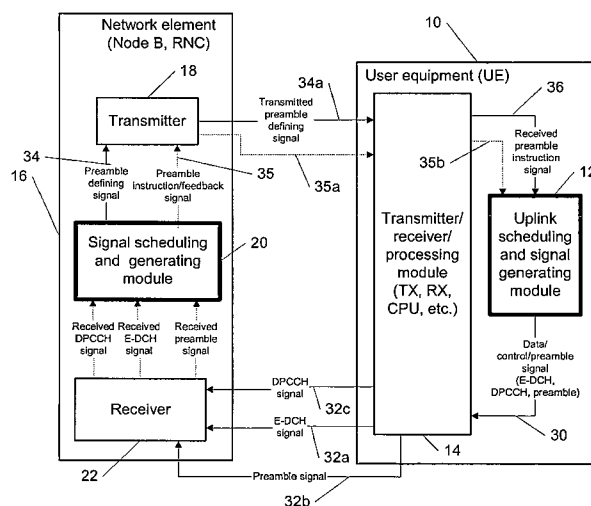 Network element
(Node B, RNC)
10
18
34a
User equipment (UE)
36
Transmitter
Transmitted
preamble
defining
signal
Received
preamble
instruction
signal
35b
12
34
35
35a
Preamble
defining
signal
Preamble
instruction/feedback
signal
16
Signal scheduling
and generating
module
20
Transmitter/
receiver/
processing
module
(TX, RX,
CPU, etc.)
Uplink
scheduling
and signal
generating
module
Received
DPCCH
signal
Received
E-DCH
signal
Received
preamble
signal
Data/
control/preamble
signal
(E-DCH,
DPCCH, preamble)
Receiver
DPCCH
signal
32c
E-DCH
signal
32a
30
22
14
Preamble signal
32b